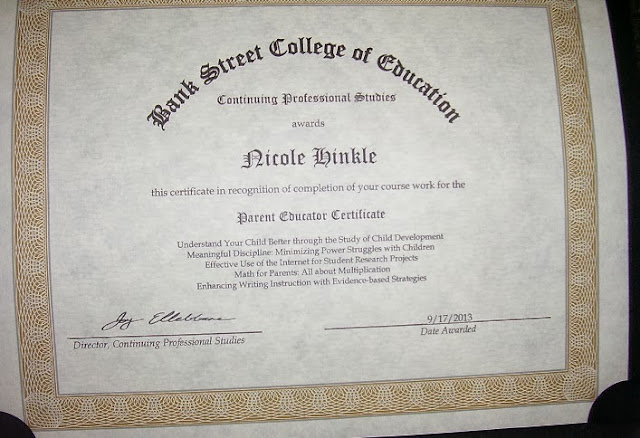 Bank Street College of Education
Continuing Professional Studies
awards
Nicole Hinkle
this certificate in recognition of completion of your course work for the
Parent Educator Certificate
Understand Your Child Better through the Study of Child Development
Meaningful Discipline: Minimizing Power Struggles with Children
Effective Use of the Internet for Student Research Projects
Math for Parents: All about Multiplication
Enhancing Writing Instruction with Evidence-based Strategies
9/17/2013
Director, Continuing Professional Studies
Date Awarded